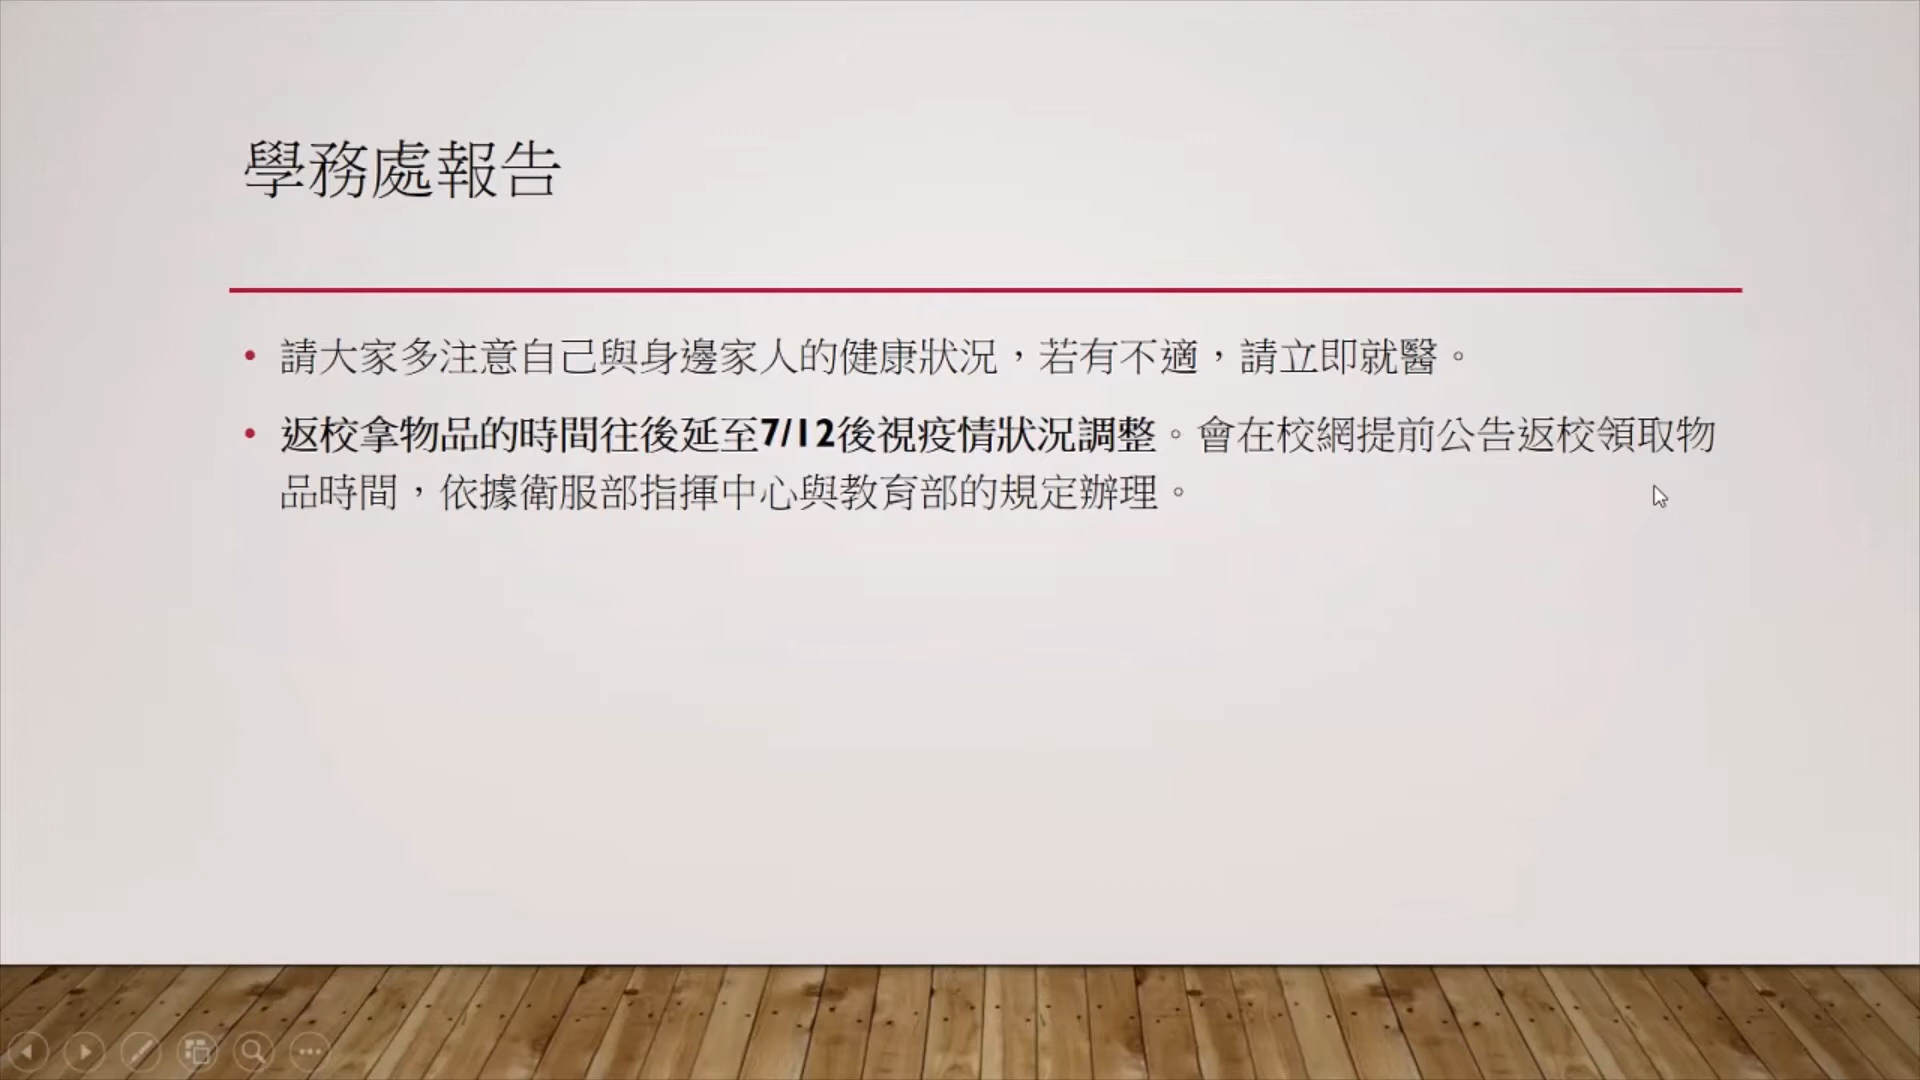 學務處報告
• 請大家多注意自己與身邊家人的健康狀況，若有不適，請立即就醫。
• 返校拿物品的時間往後延至7/12後視疫情狀況調整。會在校網提前公告返校領取物
品時間，依據衛服部指揮中心與教育部的規定辦理。